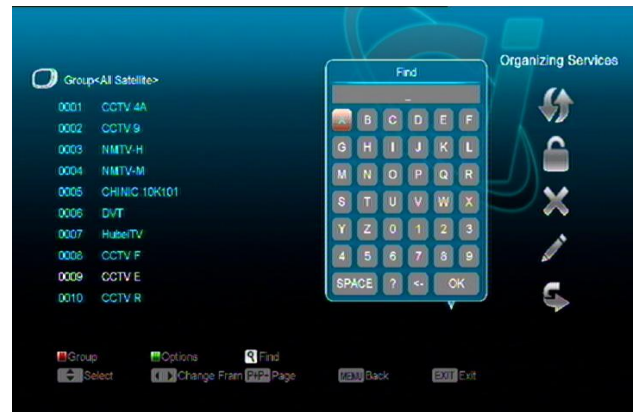 Organizing Services
Group<All Satellite>
0001 CCTV 4A
0002 CCTV 9
0003 NMTV-H
0004 NMTV-M
0005 CHINIC 10K101
0006 DVT
0007 HubeiTV
0008 CCTV F
0009 CCTV E
0010 CCTV R
Find
_
A B C D E F
G H I J K L
M N O P Q R
S T U V W X
Y Z 0 1 2 3
4 5 6 7 8 9
SPACE ? <- OK
Group Options Find
Select Change Fram P-P+ Page MENU Back EXIT Exit